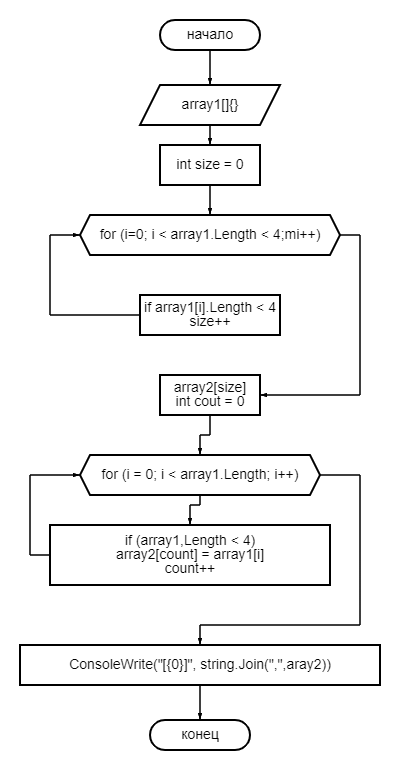 начало
array1[]{}
int size = 0
for (i=0; i < array1.Length < 4;mi++)
if array1[i].Length < 4
size++
array2[size]
int cout = 0
for (i = 0; i < array1.Length; i++)
if (array1,Length < 4)
array2[count] = array1[i]
count++
ConsoleWrite("[{0}]", string.Join(",",aray2))
конец